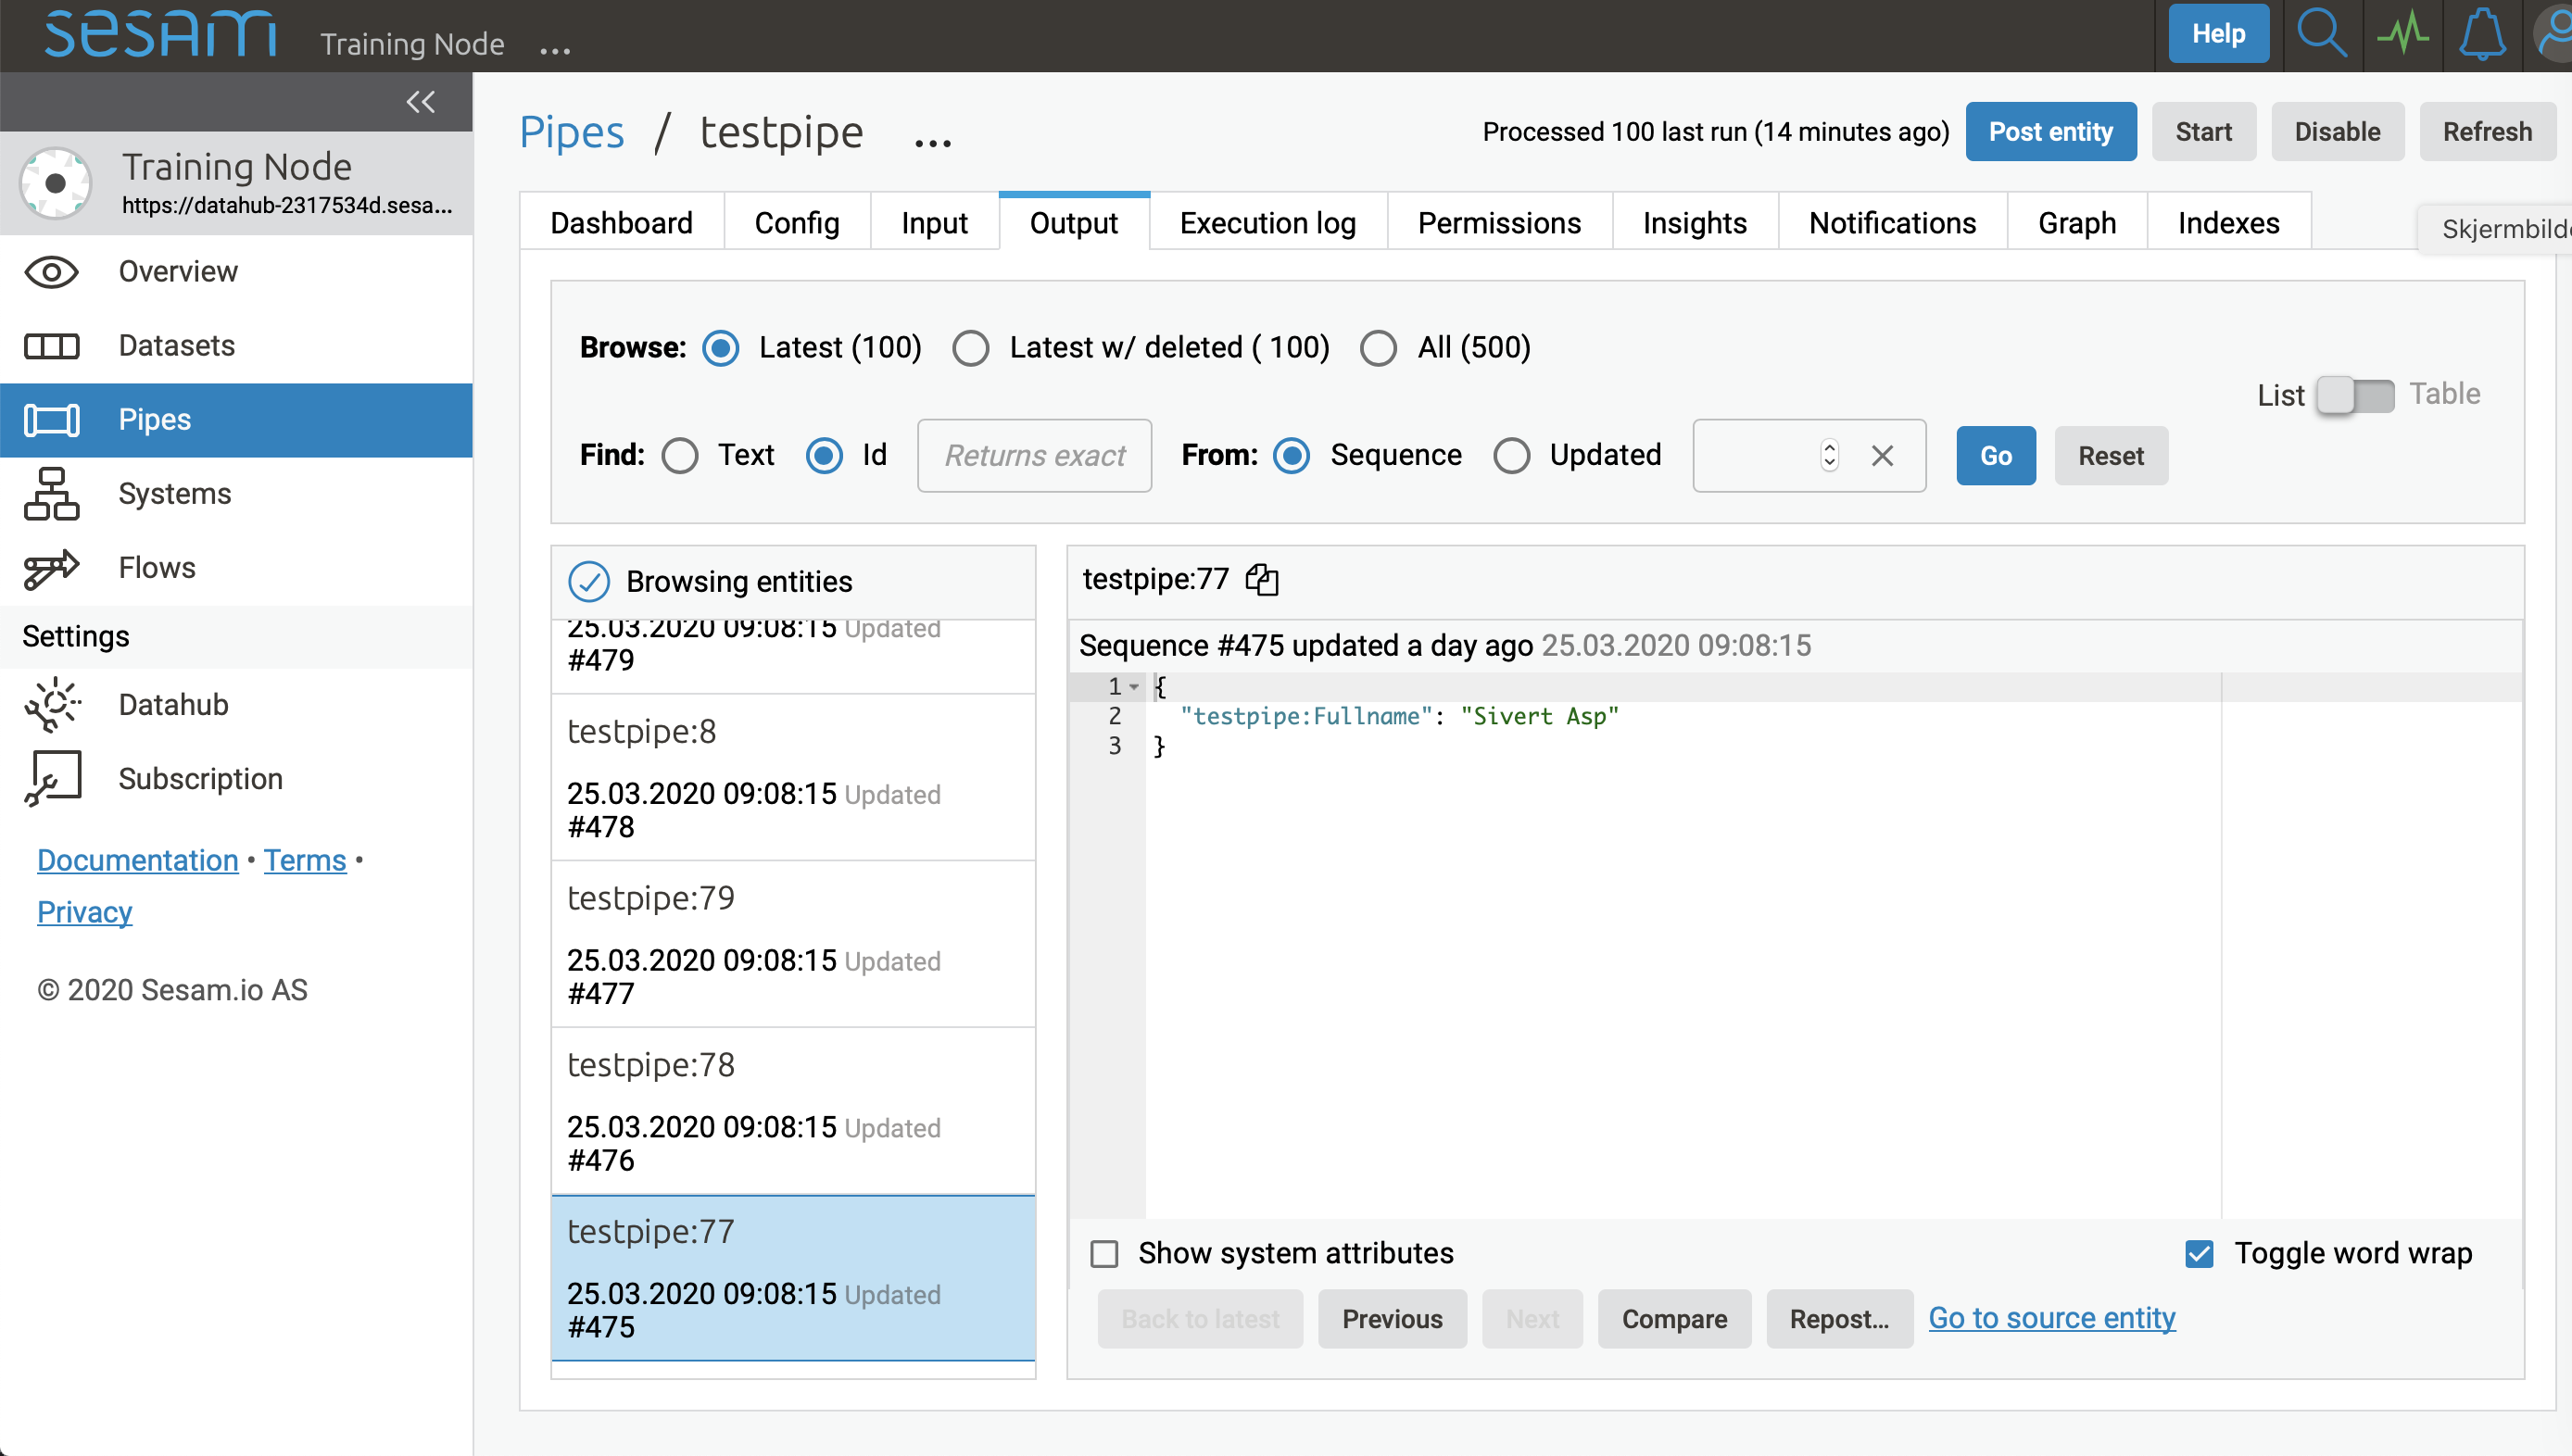 sesam Training Node ... Help
Training Node
https://datahub-2317534d.sesa...
Overview
Datasets
Pipes
Systems
Flows
Settings
Datahub
Subscription
Documentation • Terms •
Privacy
© 2020 Sesam.io AS
Pipes / testpipe ... Processed 100 last run (14 minutes ago) Post entity Start Disable Refresh
Dashboard Config Input Output Execution log Permissions Insights Notifications Graph Indexes
Browse: Latest (100) Latest w/ deleted ( 100) All (500)
List Table
Find: Text Id Returns exact From: Sequence Updated Go Reset
Browsing entities
25.03.2020 09:08:15 Updated
#479
testpipe:8
25.03.2020 09:08:15 Updated
#478
testpipe:79
25.03.2020 09:08:15 Updated
#477
testpipe:78
25.03.2020 09:08:15 Updated
#476
testpipe:77
25.03.2020 09:08:15 Updated
#475
testpipe:77
Sequence #475 updated a day ago 25.03.2020 09:08:15
1 {
2 "testpipe:Fullname": "Sivert Asp"
3 }
Show system attributes Toggle word wrap
Back to latest Previous Next Compare Repost... Go to source entity